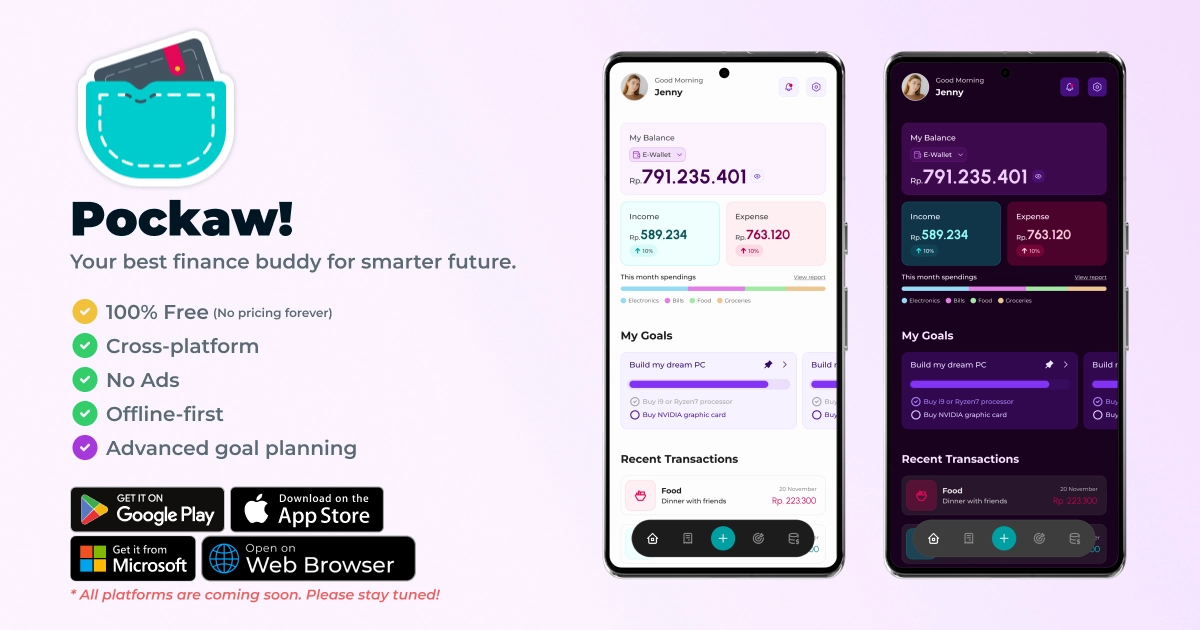 Pockaw!
Your best finance buddy for smarter future.
100% Free (No pricing forever)
Cross-platform
No Ads
Offline-first
Advanced goal planning
GET IT ON
Google Play
Download on the
App Store
Get it from
Microsoft
Open on
Web Browser
* All platforms are coming soon. Please stay tuned!
Good Morning
Jenny
My Balance
E-Wallet
Rp.791.235.401
Income
Rp.589.234
10%
Expense
Rp.763.120
10%
This month spendings
View report
Electronics
Bills
Food
Groceries
My Goals
Build my dream PC
Buy i9 or Ryzen7 processor
Buy NVIDIA graphic card
Build
Buy
Buy
Recent Transactions
Food
Dinner with friends
20 November
Rp. 223.300
Good Morning
Jenny
My Balance
E-Wallet
Rp.791.235.401
Income
Rp.589.234
10%
Expense
Rp.763.120
10%
This month spendings
View report
Electronics
Bills
Food
Groceries
My Goals
Build my dream PC
Buy i9 or Ryzen7 processor
Buy NVIDIA graphic card
Build
Buy
Buy
Recent Transactions
Food
Dinner with friends
20 November
Rp. 223.300